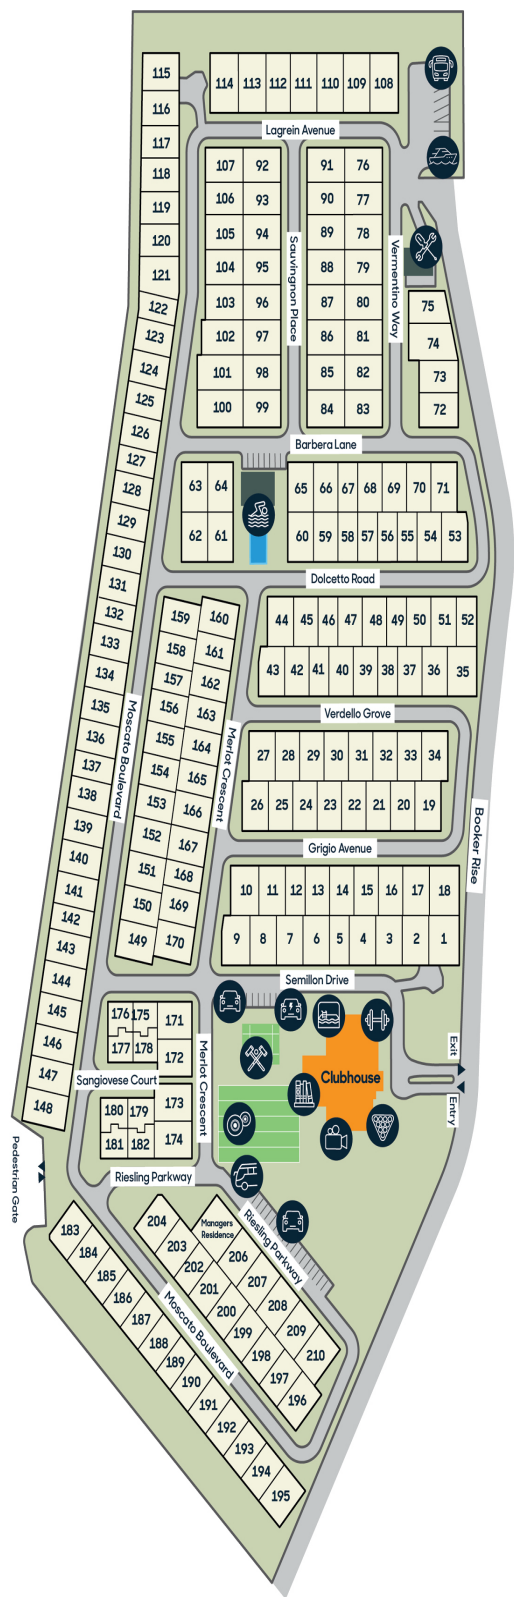 115
114 113 112 111 110 109 108
116
117
Lagrein Avenue
118
107 92 91 76
119
106 93 90 77
120
105 94 89 78
121
104 95 88 79
Sauvingnon Place
Vermentino Way
122
103 96 87 80 75
123
102 97 86 81 74
124
101 98 85 82 73
125
100 99 84 83 72
126
Barbera Lane
127
128
63 64 65 66 67 68 69 70 71
129
62 61 60 59 58 57 56 55 54 53
130
131
Dolcetto Road
132
159 160 44 45 46 47 48 49 50 51 52
133
158 161
134
157 162 43 42 41 40 39 38 37 36 35
135
156 163
Verdello Grove
136
155 164 27 28 29 30 31 32 33 34
Moscato Boulevard
Merlot Crescent
137
154 165
138
153 166 26 25 24 23 22 21 20 19
139
152 167
Booker Rise
Grigio Avenue
140
151 168
141
150 169 10 11 12 13 14 15 16 17 18
142
143
149 170 9 8 7 6 5 4 3 2 1
144
Semillon Drive
145
176 175 171
146
177 178 172
Merlot Crescent
Exit
147
Sangiovese Court
Clubhouse
Entry
148
180 179 173
181 182 174
Pedestrian Gate
Riesling Parkway
183
204
Managers
Residence
Riesling Parkway
184
203 206
185
202 207
186
201 208
187
200 209
188
199 210
Moscato Boulevard
189
198
190
197
191
196
192
193
194
195